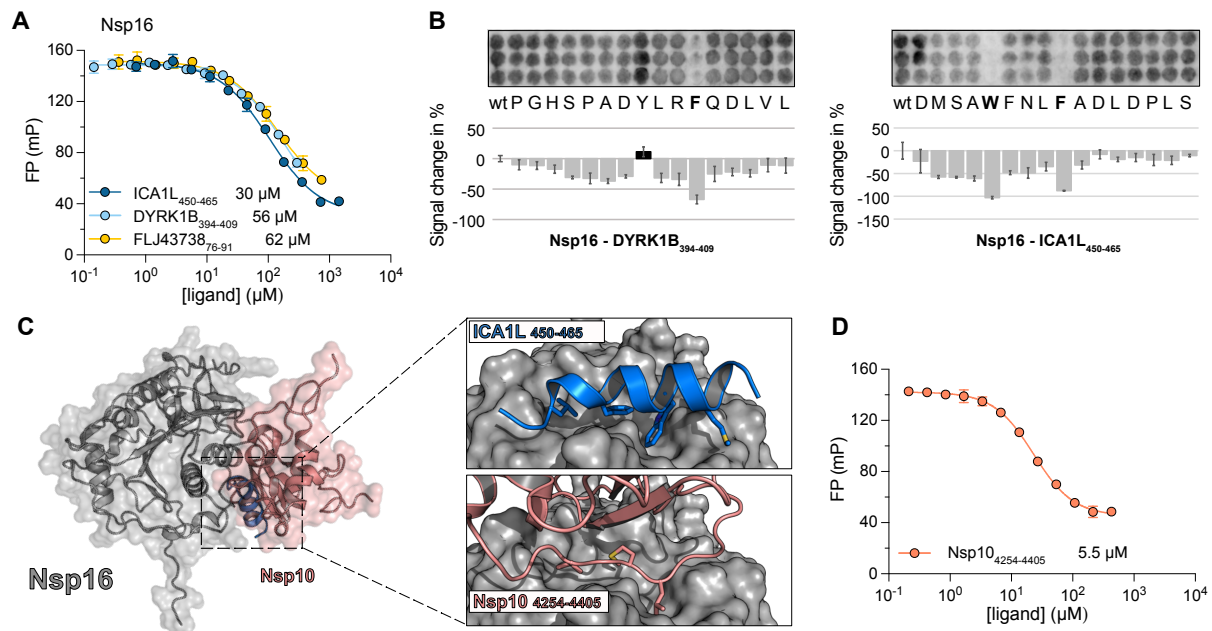 A
Nsp16
160
120
80
40
0
FP (mP)
ICA1L450-465 30 µM
DYRK1B394-409 56 µM
FLJ4373876-91 62 µM
10-1 100 101 102 103 104
[ligand] (µM)
B
wt P G H S P A D Y L R F Q D L V L
50
0
-50
-100
Signal change in %
Nsp16 - DYRK1B394-409
wt D M S A W F N L F A D L D P L S
50
0
-50
-100
-150
Signal change in %
Nsp16 - ICA1L450-465
C
Nsp16
Nsp10
ICA1L 450-465
Nsp10 4254-4405
D
160
120
80
40
0
FP (mP)
Nsp104254-4405 5.5 µM
10-1 100 101 102 103 104
[ligand] (µM)